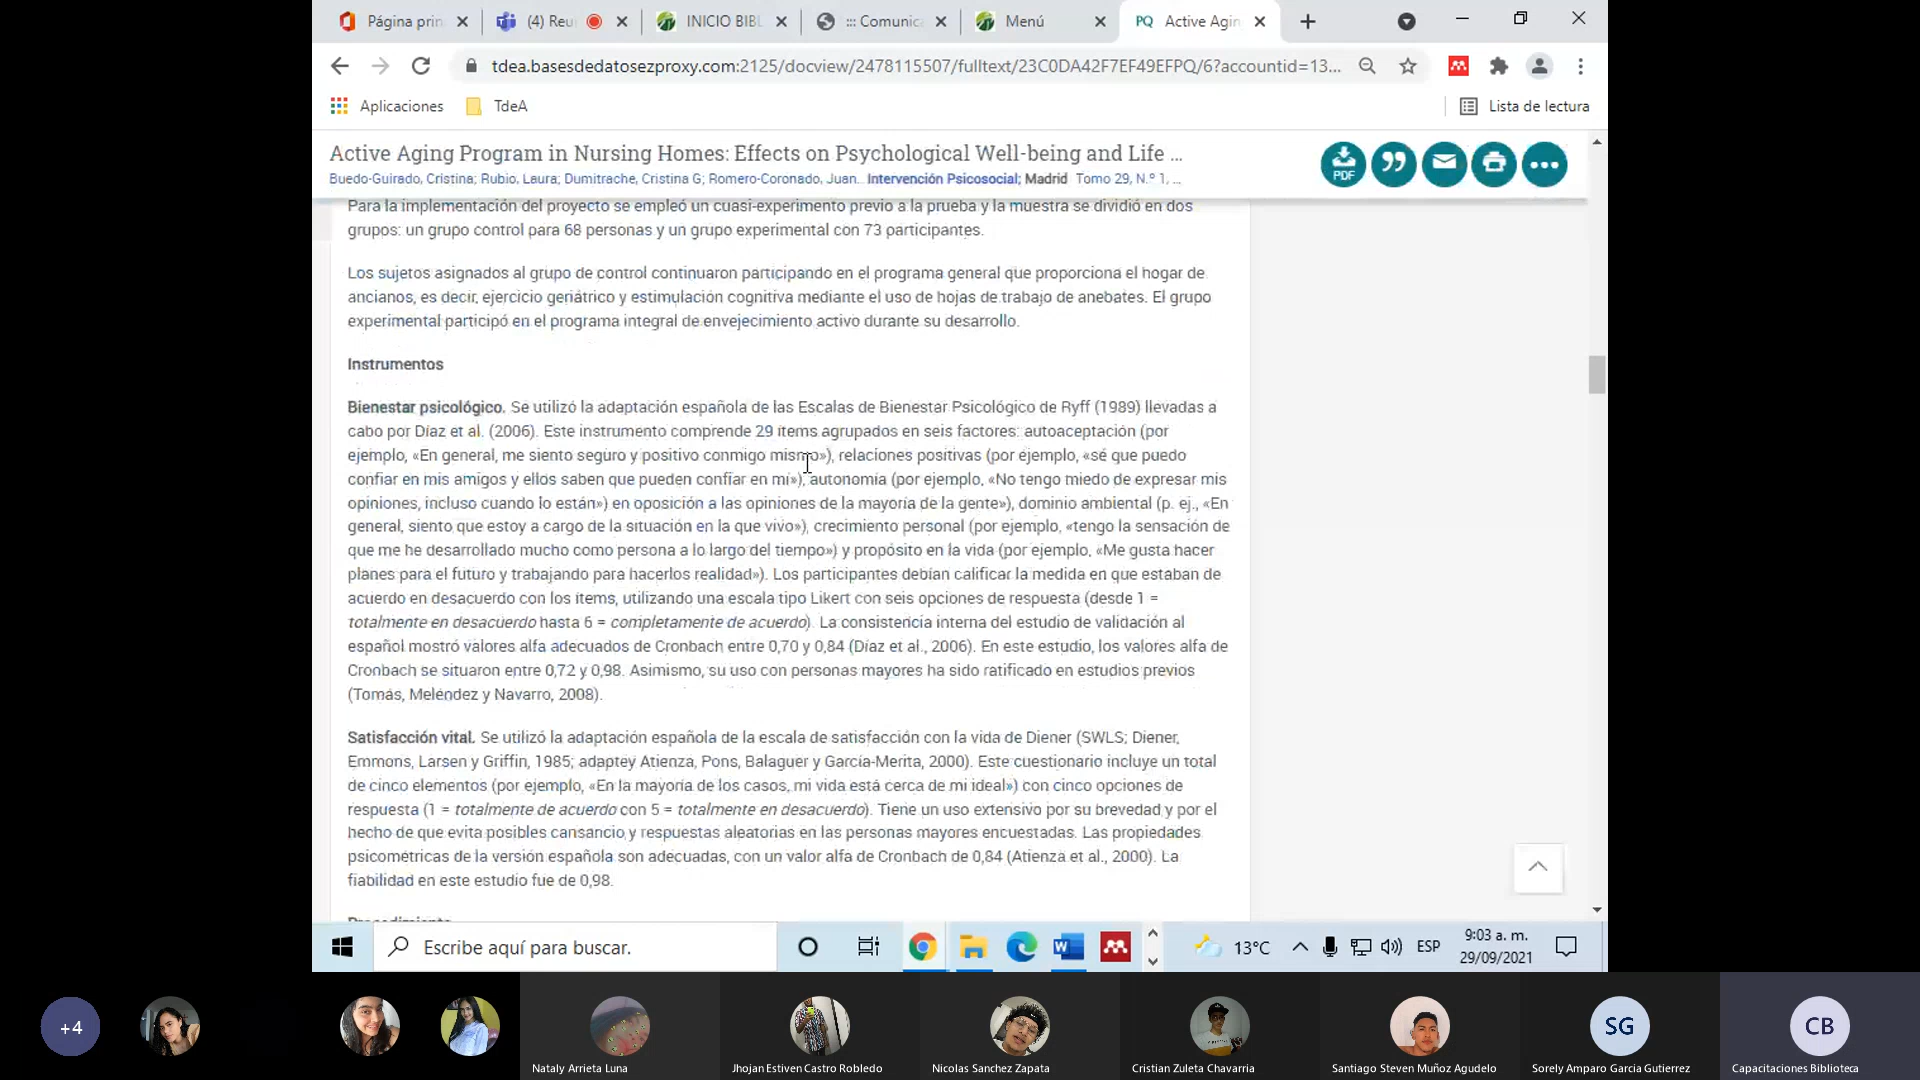 Página prin
(4) Reu
INICIO BIBL
::: Comunica
Menú
PQ Active Agin
tdea.basesdedatosezproxy.com:2125/docview/2478115507/fulltext/23C0DA42F7EF49EFPQ/6?accountid=13...
Aplicaciones
TdeA
Lista de lectura
Active Aging Program in Nursing Homes: Effects on Psychological Well-being and Life ...
Buedo-Guirado, Cristina; Rubio, Laura; Dumitrache, Cristina G; Romero-Coronado, Juan.. Intervención Psicosocial; Madrid Tomo 29, N.º 1, ...
PDF
Para la implementación del proyecto se empleó un cuasi-experimento previo a la prueba y la muestra se dividió en dos
grupos: un grupo control para 68 personas y un grupo experimental con 73 participantes.
Los sujetos asignados al grupo de control continuaron participando en el programa general que proporciona el hogar de
ancianos, es decir, ejercicio geriátrico y estimulación cognitiva mediante el uso de hojas de trabajo de anebates. El grupo
experimental participó en el programa integral de envejecimiento activo durante su desarrollo.
Instrumentos
Bienestar psicológico. Se utilizó la adaptación española de las Escalas de Bienestar Psicológico de Ryff (1989) llevadas a
cabo por Díaz et al. (2006). Este instrumento comprende 29 ítems agrupados en seis factores: autoaceptación (por
ejemplo, «En general, me siento seguro y positivo conmigo mismo»), relaciones positivas (por ejemplo, «sé que puedo
confiar en mis amigos y ellos saben que pueden confiar en mí»), autonomía (por ejemplo, «No tengo miedo de expresar mis
opiniones, incluso cuando lo están») en oposición a las opiniones de la mayoría de la gente»), dominio ambiental (p. ej., «En
general, siento que estoy a cargo de la situación en la que vivo»), crecimiento personal (por ejemplo, «tengo la sensación de
que me he desarrollado mucho como persona a lo largo del tiempo») y propósito en la vida (por ejemplo, «Me gusta hacer
planes para el futuro y trabajando para hacerlos realidad»). Los participantes debían calificar la medida en que estaban de
acuerdo en desacuerdo con los ítems, utilizando una escala tipo Likert con seis opciones de respuesta (desde 1 =
totalmente en desacuerdo hasta 6 = completamente de acuerdo). La consistencia interna del estudio de validación al
español mostró valores alfa adecuados de Cronbach entre 0,70 y 0,84 (Díaz et al., 2006). En este estudio, los valores alfa de
Cronbach se situaron entre 0,72 y 0,98. Asimismo, su uso con personas mayores ha sido ratificado en estudios previos
(Tomás, Meléndez y Navarro, 2008).
Satisfacción vital. Se utilizó la adaptación española de la escala de satisfacción con la vida de Diener (SWLS; Diener,
Emmons, Larsen y Griffin, 1985; adaptey Atienza, Pons, Balaguer y García-Merita, 2000). Este cuestionario incluye un total
de cinco elementos (por ejemplo, «En la mayoría de los casos, mi vida está cerca de mi ideal») con cinco opciones de
respuesta (1 = totalmente de acuerdo con 5 = totalmente en desacuerdo). Tiene un uso extensivo por su brevedad y por el
hecho de que evita posibles cansancio y respuestas aleatorias en las personas mayores encuestadas. Las propiedades
psicométricas de la versión española son adecuadas, con un valor alfa de Cronbach de 0,84 (Atienza et al., 2000). La
fiabilidad en este estudio fue de 0,98.
Procedimiento
Escribe aquí para buscar.
13°C
ESP
9:03 a. m.
29/09/2021
+4
SG
CB
Nataly Arrieta Luna
Jhojan Estiven Castro Robledo
Nicolas Sanchez Zapata
Cristian Zuleta Chavarria
Santiago Steven Muñoz Agudelo
Sorely Amparo Garcia Gutierrez
Capacitaciones Biblioteca